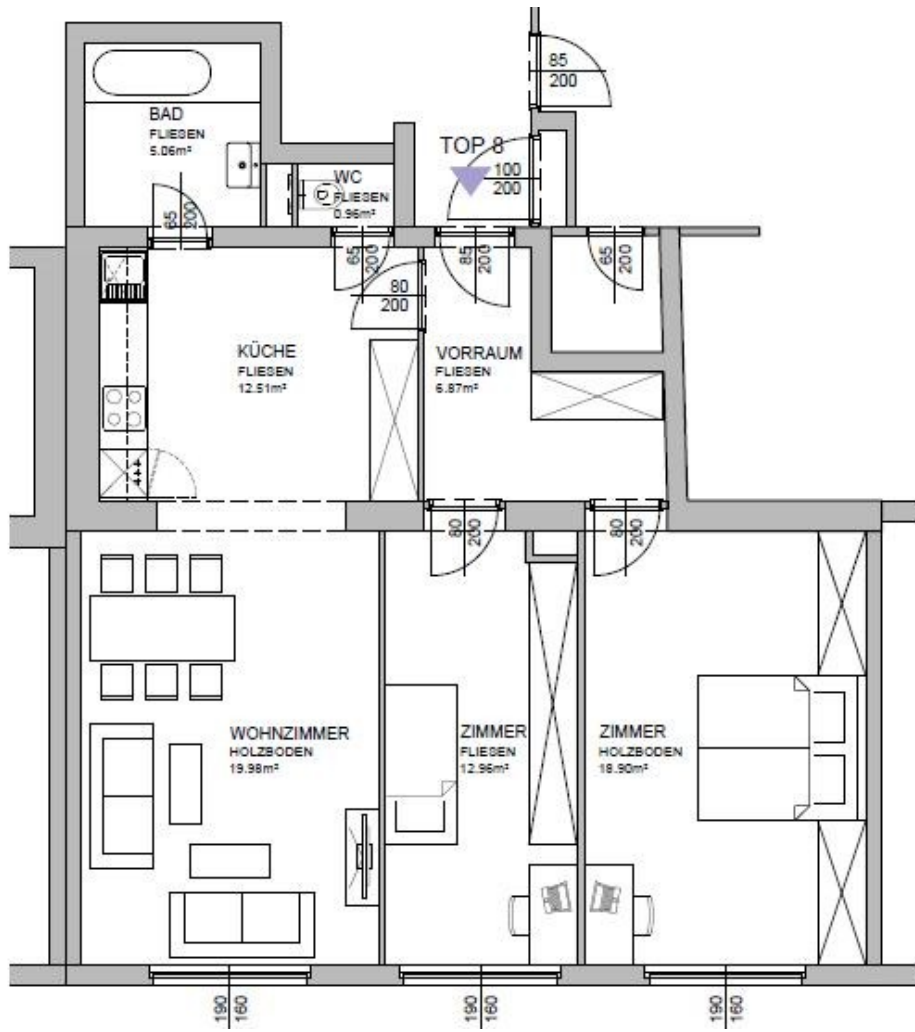 85
200
BAD
FLIESEN
5.06m²
TOP 8
100
200
WC
FLIESEN
0.96m²
65
200
65
200
85
200
65
200
80
200
KÜCHE
FLIESEN
12.51m²
VORRAUM
FLIESEN
6.87m²
80
200
80
200
WOHNZIMMER
HOLZBODEN
19.98m²
ZIMMER
FLIESEN
12.96m²
ZIMMER
HOLZBODEN
18.90m²
190
160
190
160
190
160